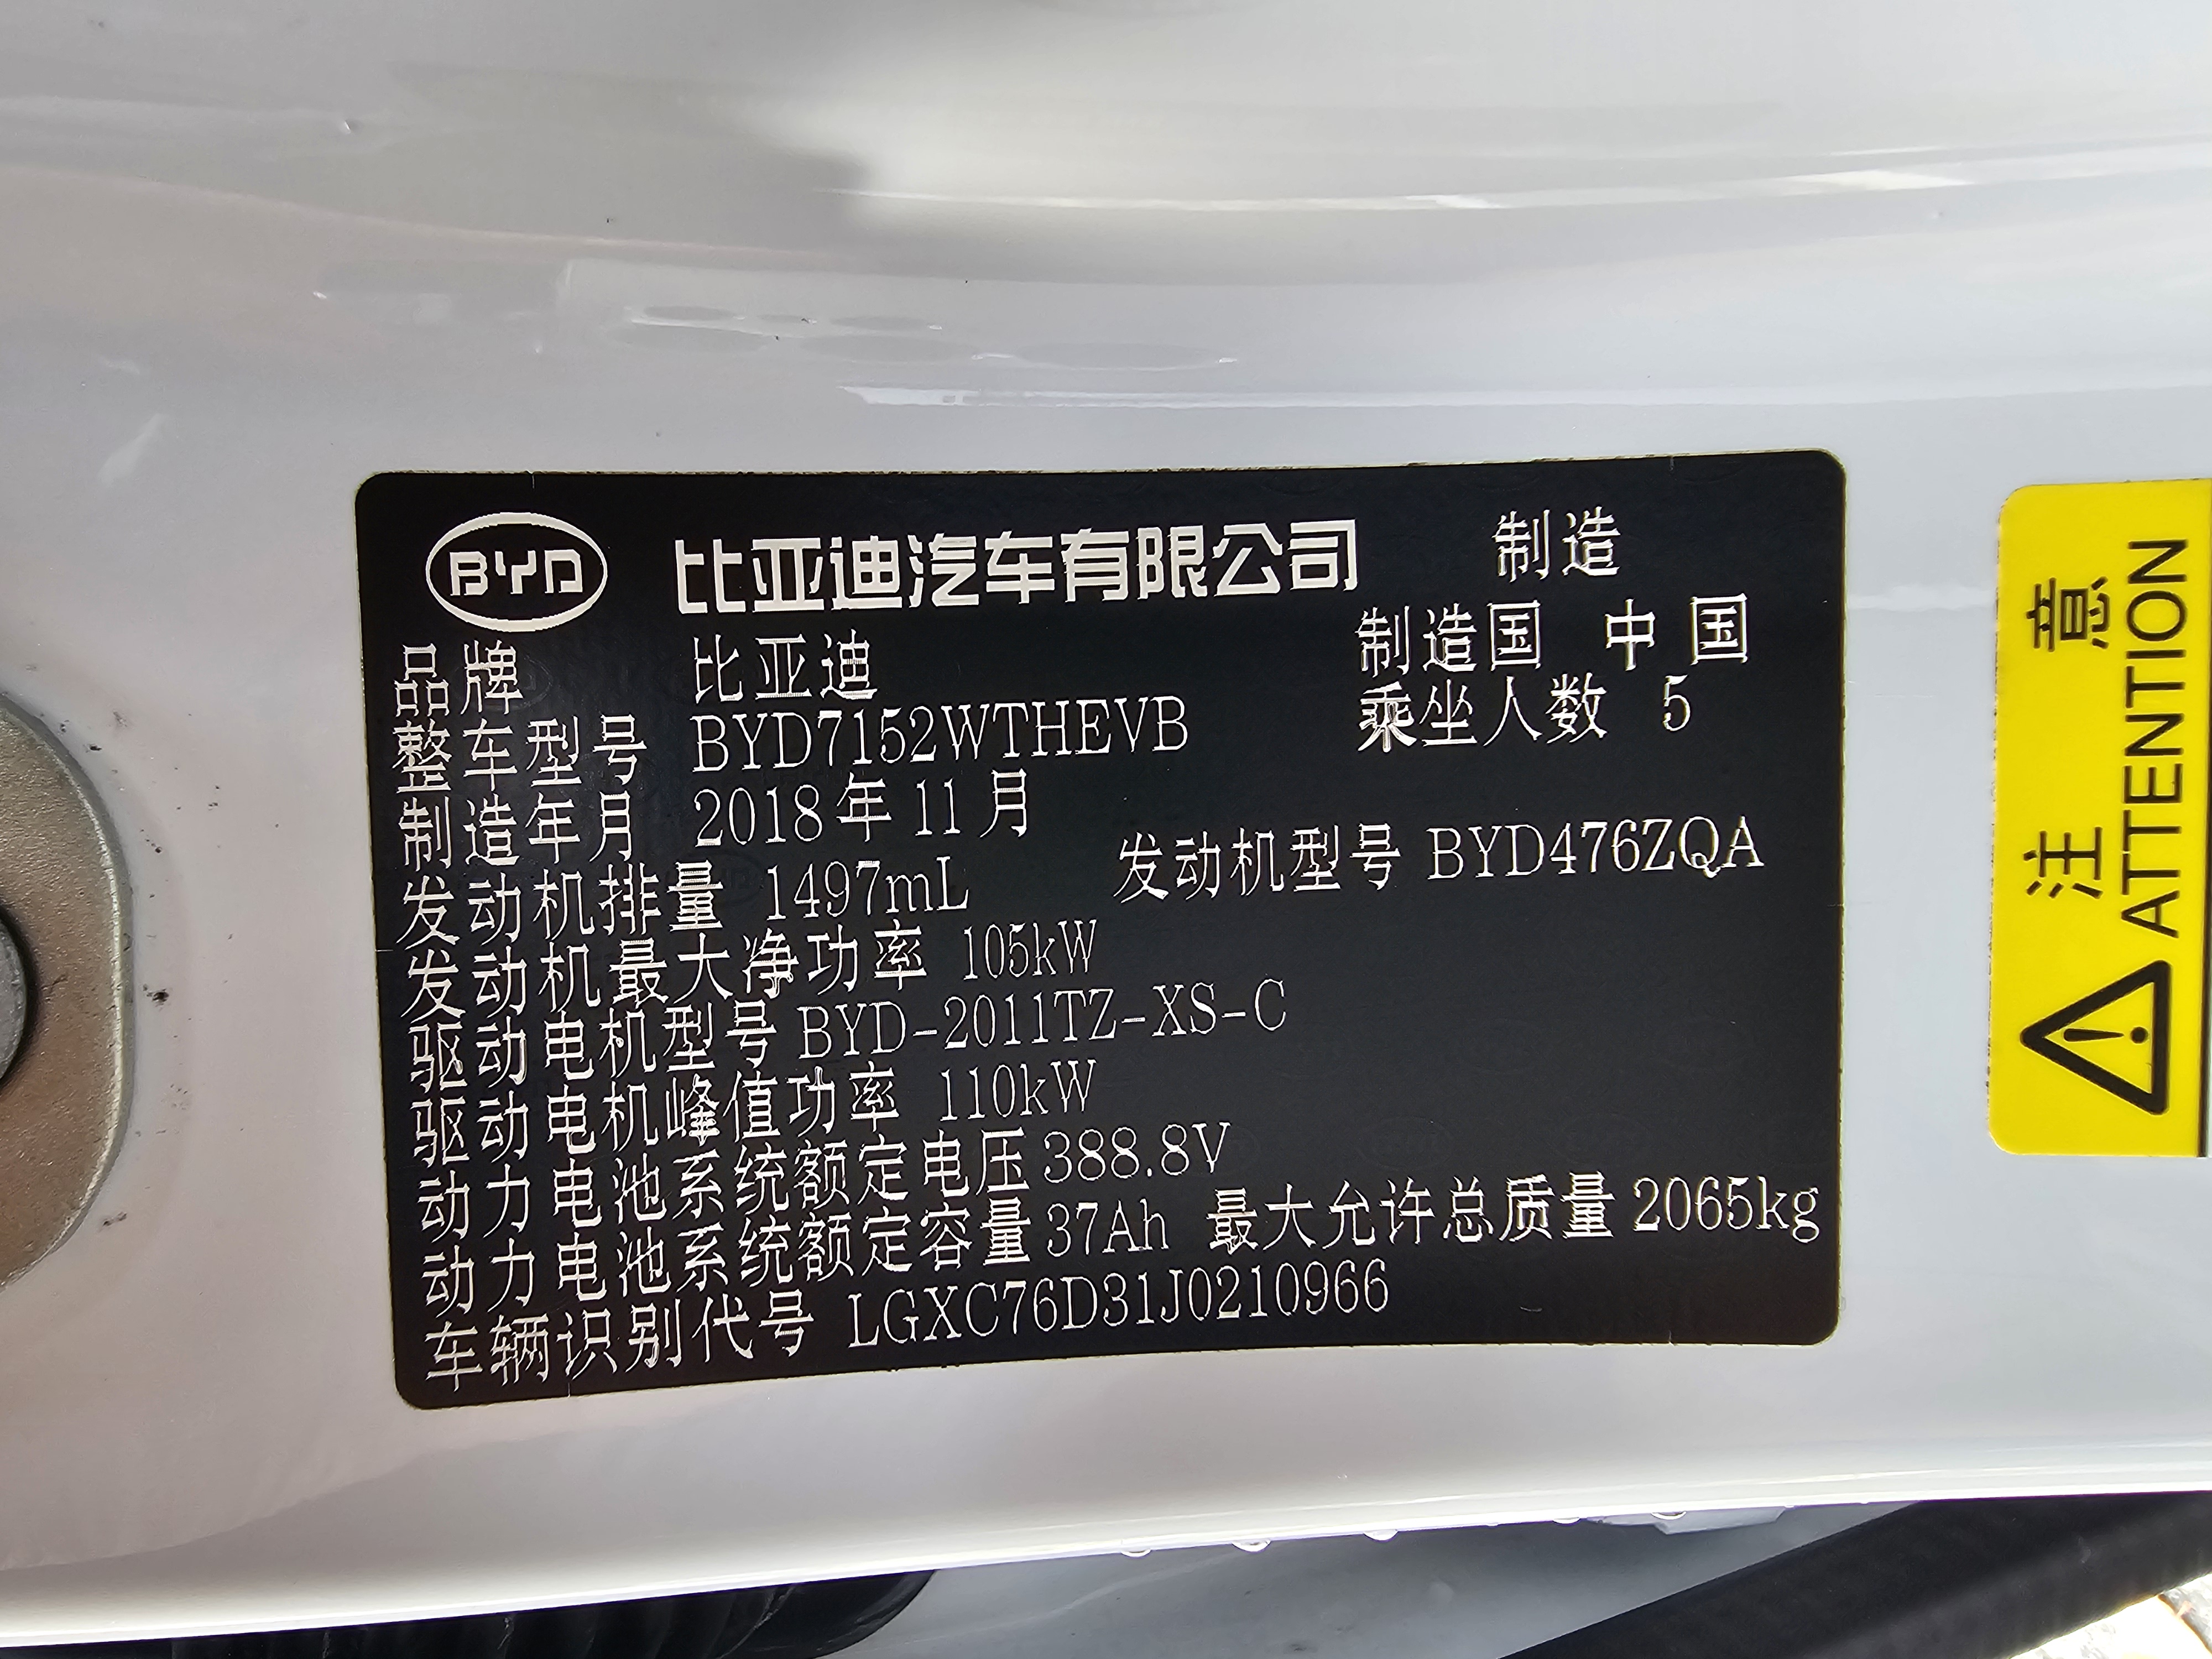 BYD 比亚迪汽车有限公司 制造
品牌 比亚迪 制造国 中国
整车型号 BYD7152WTHEVB 乘坐人数 5
制造年月 2018年11月
发动机排量 1497mL 发动机型号 BYD476ZQA
发动机最大净功率 105kW
驱动电机型号 BYD-2011TZ-XS-C
驱动电机峰值功率 110kW
动力电池系统额定电压 388.8V
动力电池系统额定容量 37Ah 最大允许总质量 2065kg
车辆识别代号 LGXC76D31J0210966
注意
ATTENTION